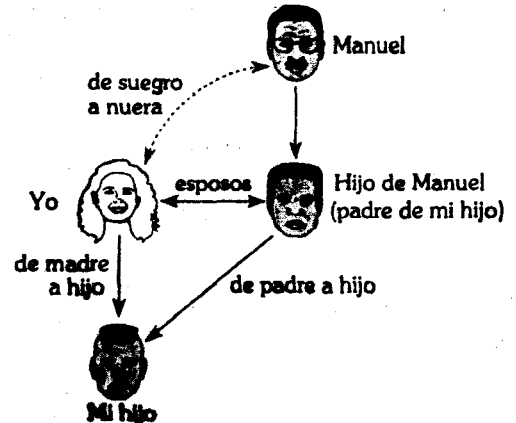 Manuel
de suegro
a nuera
esposos
Yo
Hijo de Manuel
(padre de mi hijo)
de madre
a hijo
de padre a hijo
Mi hijo